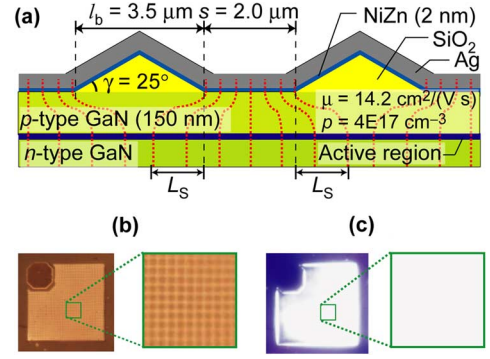 (a)
l_b = 3.5 μm s = 2.0 μm
NiZn (2 nm)
SiO₂
Ag
γ = 25°
μ = 14.2 cm²/(V s)
p-type GaN (150 nm)
p = 4E17 cm⁻³
n-type GaN
Active region
L_S
L_S
(b)
(c)